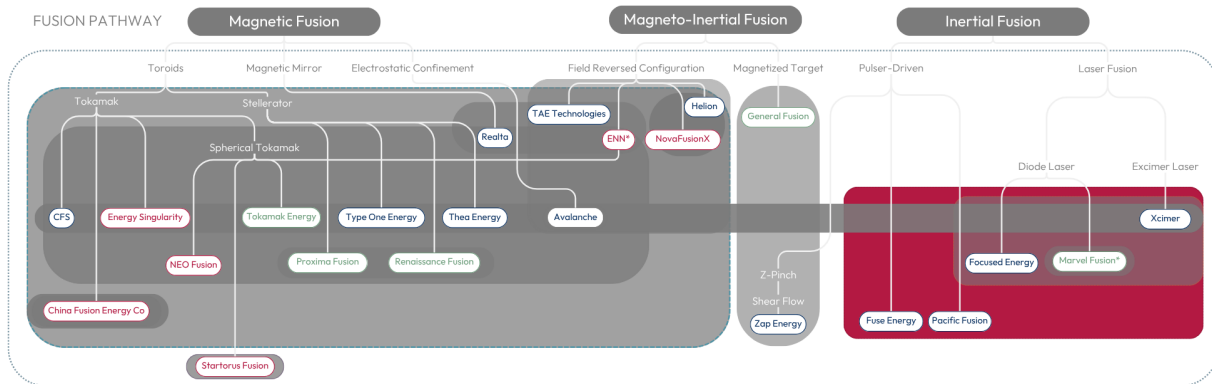 FUSION PATHWAY
Magnetic Fusion
Magneto-Inertial Fusion
Inertial Fusion
Toroids
Magnetic Mirror
Electrostatic Confinement
Field Reversed Configuration
Magnetized Target
Pulser-Driven
Laser Fusion
Tokamak
Stellerator
Helion
TAE Technologies
General Fusion
Realta
ENN*
NovaFusionX
Spherical Tokamak
Diode Laser
Excimer Laser
CFS
Energy Singularity
Tokamak Energy
Type One Energy
Thea Energy
Avalanche
Xcimer
NEO Fusion
Proxima Fusion
Renaissance Fusion
Focused Energy
Marvel Fusion*
Z-Pinch
Shear Flow
China Fusion Energy Co
Zap Energy
Fuse Energy
Pacific Fusion
Startorus Fusion